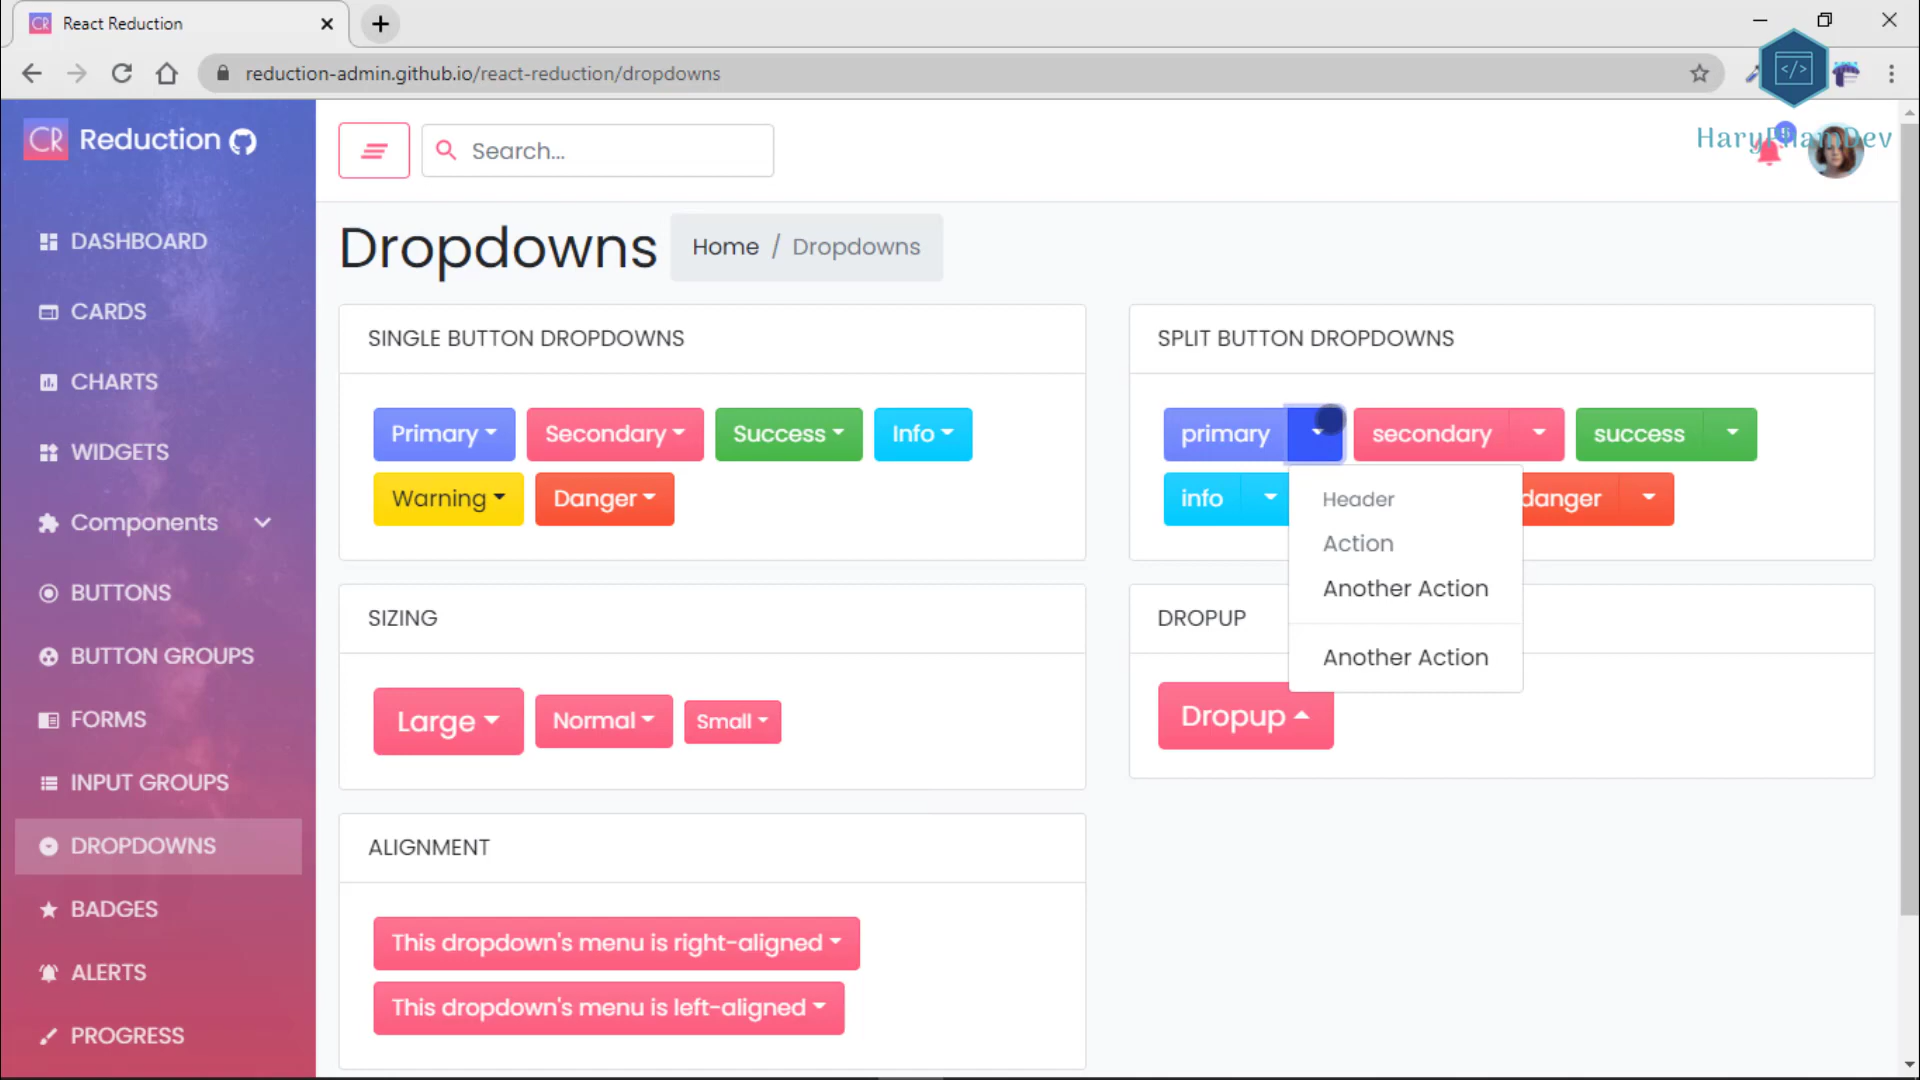 React Reduction
reduction-admin.github.io/react-reduction/dropdowns
</>
HaryPhamDev
CR Reduction
Search...
DASHBOARD
CARDS
CHARTS
WIDGETS
Components
BUTTONS
BUTTON GROUPS
FORMS
INPUT GROUPS
DROPDOWNS
BADGES
ALERTS
PROGRESS
Dropdowns
Home / Dropdowns
SINGLE BUTTON DROPDOWNS
Primary Secondary Success Info
Warning Danger
SPLIT BUTTON DROPDOWNS
primary secondary success
info danger
Header
Action
Another Action
Another Action
SIZING
Large Normal Small
DROPUP
Dropup
ALIGNMENT
This dropdown's menu is right-aligned
This dropdown's menu is left-aligned